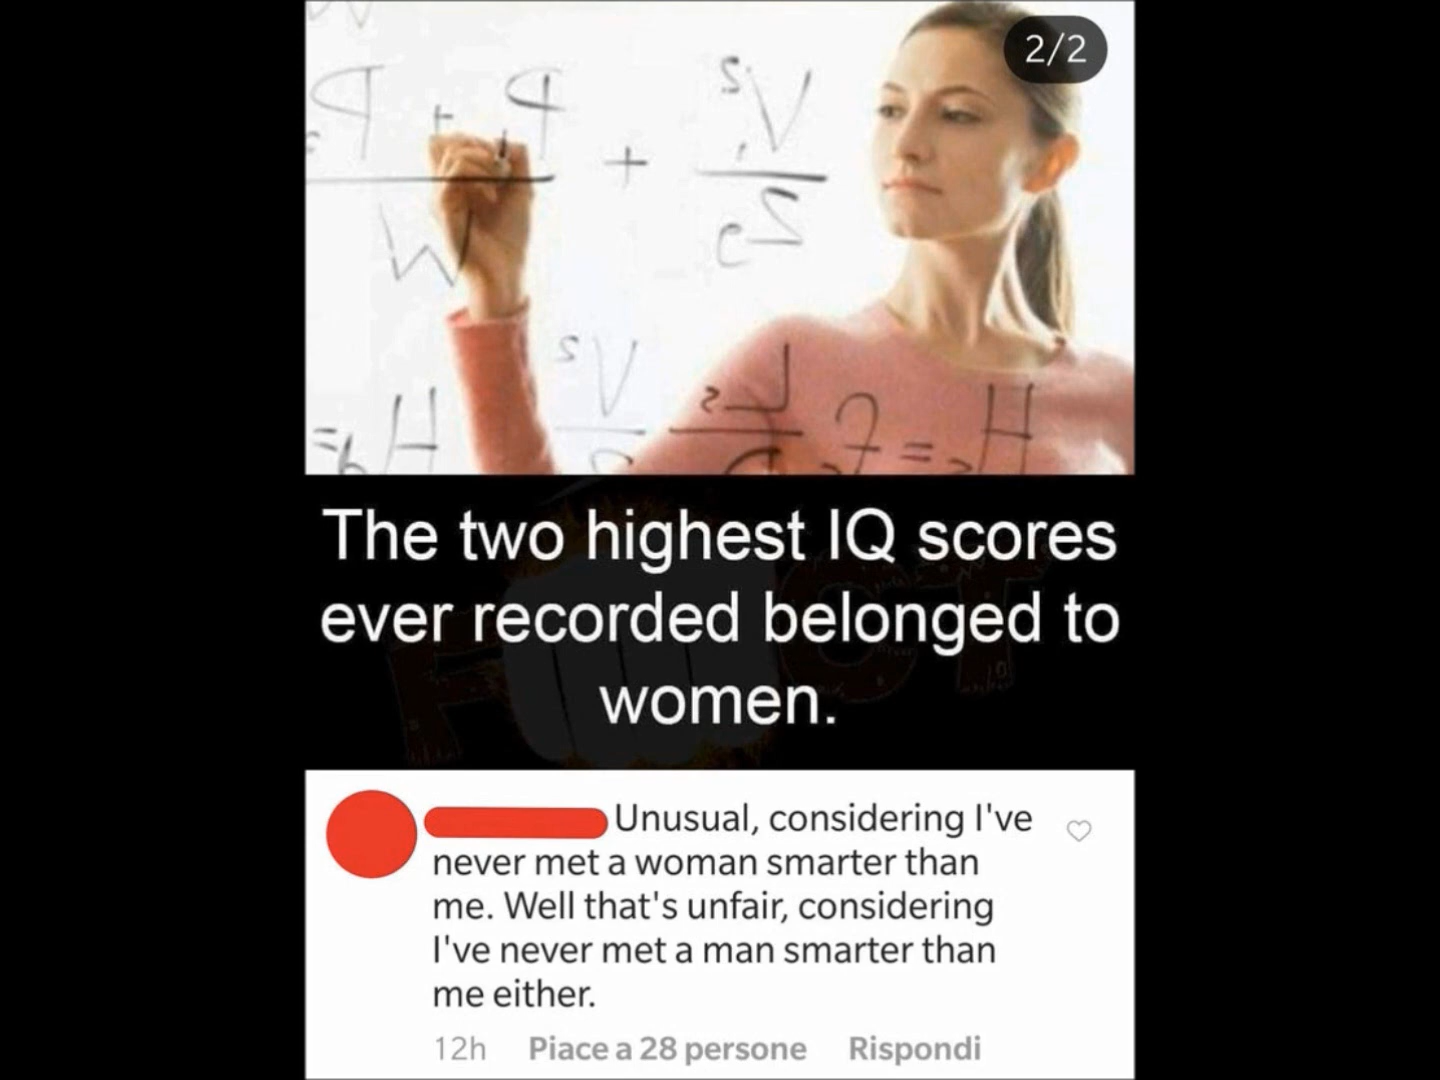 2/2
The two highest IQ scores
ever recorded belonged to
women.
Unusual, considering I've
never met a woman smarter than
me. Well that's unfair, considering
I've never met a man smarter than
me either.
12h Piace a 28 persone Rispondi